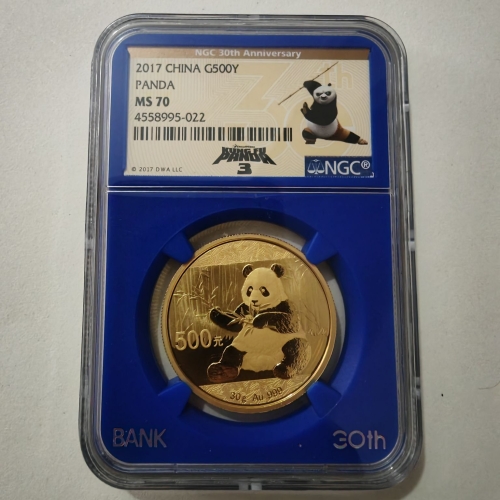 NGC 30th Anniversary
2017 CHINA G500Y
PANDA
MS 70
4558995-022
KUNG FU
PANDA
3
© 2017 DWA LLC
NGC®
500元
30g Au .999
BANK
30th